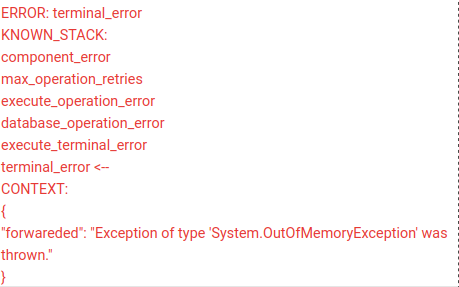 ERROR: terminal_error
KNOWN_STACK:
component_error
max_operation_retries
execute_operation_error
database_operation_error
execute_terminal_error
terminal_error <--
CONTEXT:
{
"forwareded": "Exception of type 'System.OutOfMemoryException' was
thrown."
}